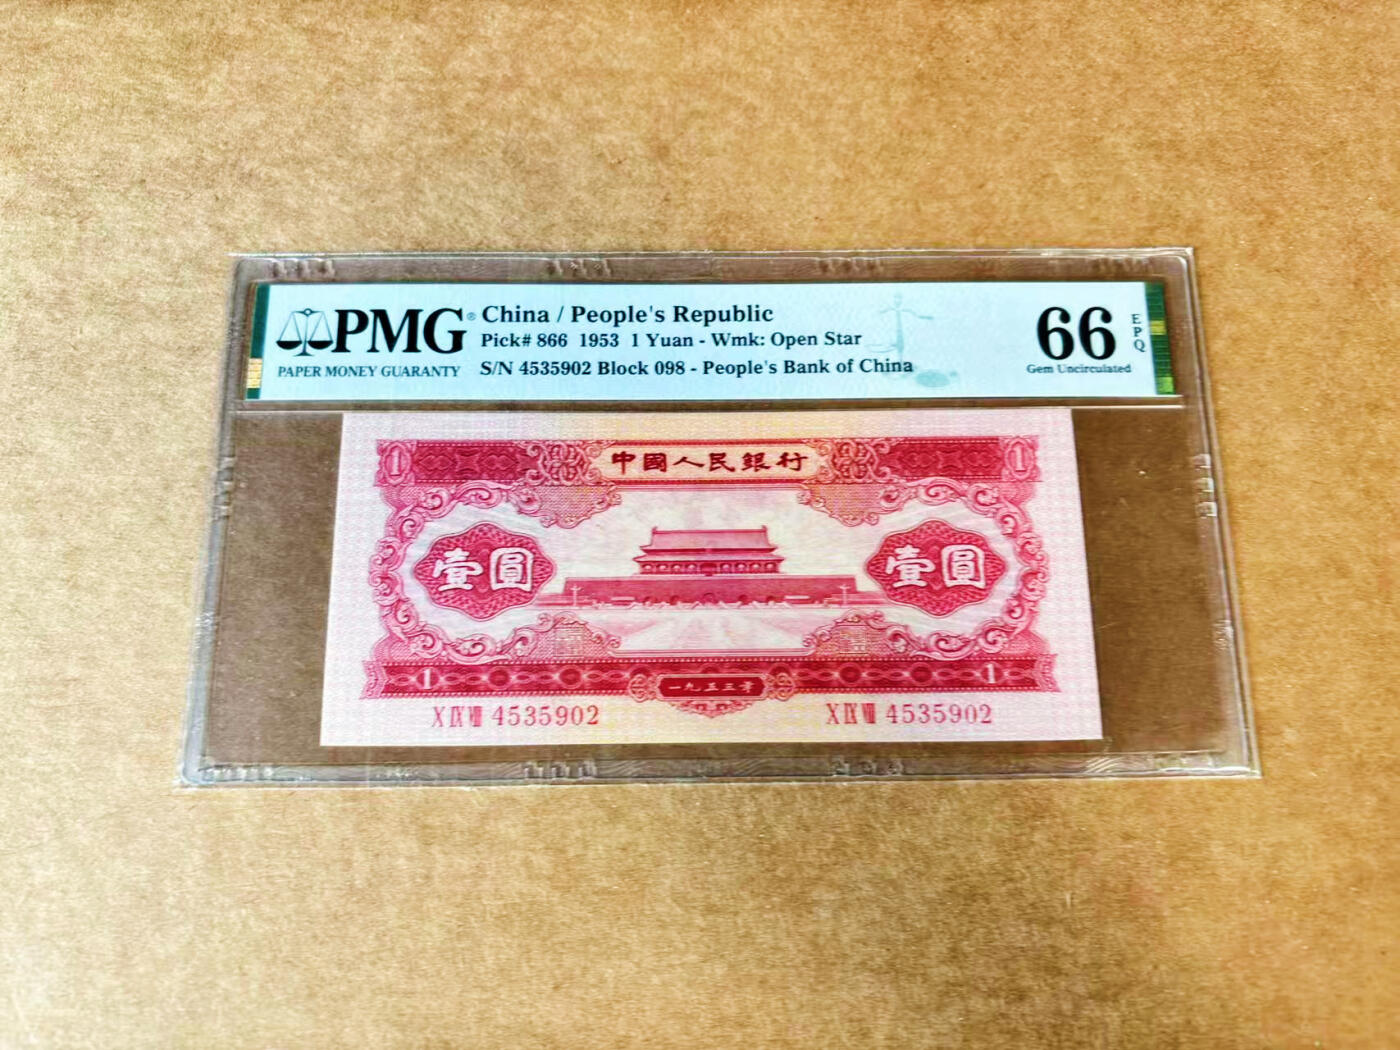 PMG®
PAPER MONEY GUARANTY
China / People's Republic
Pick# 866 1953 1 Yuan - Wmk: Open Star
S/N 4535902 Block 098 - People's Bank of China
66
EPQ
Gem Uncirculated
1
中國人民銀行
1
壹圓
壹圓
1
一九五三年
1
X IX VIII 4535902
X IX VIII 4535902